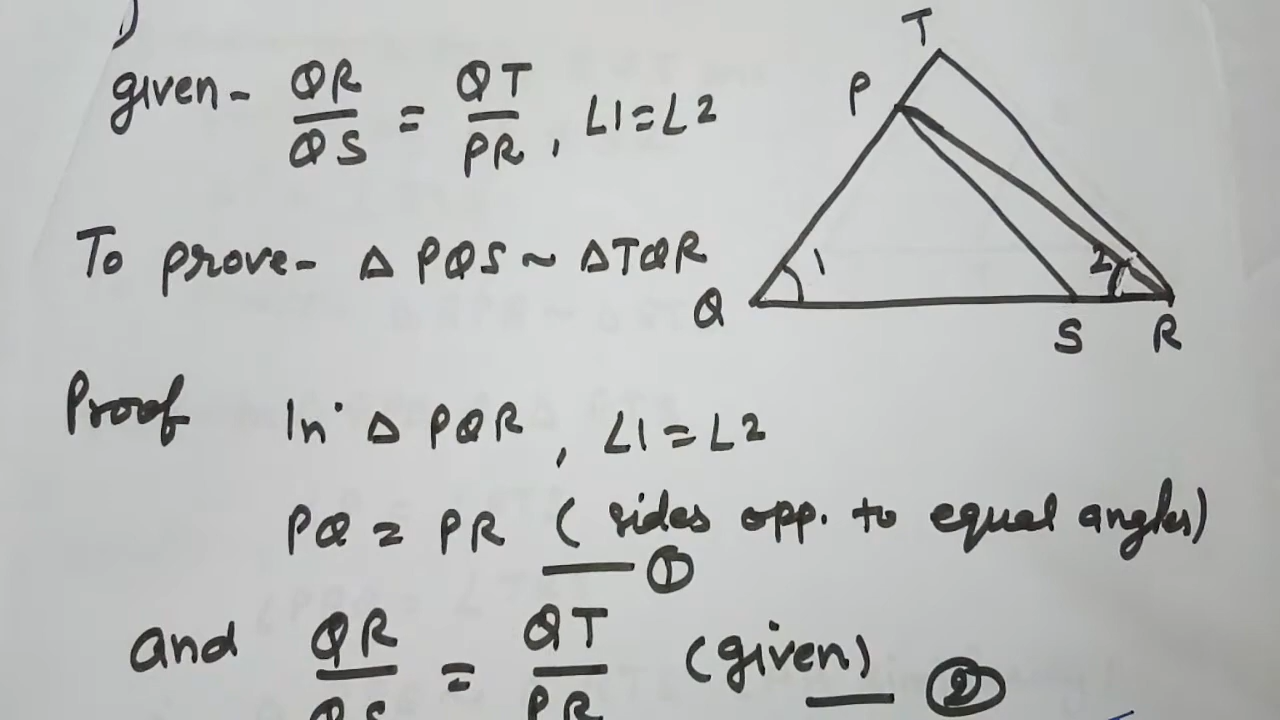 )
given- QR/QS = QT/PR, ∠1=∠2
To prove- Δ PQS ~ ΔTQR
Proof In Δ PQR, ∠1=∠2
PQ = PR (sides opp. to equal angles)
—— ①
and QR/QS = QT/PR (given) —— ②
T
P
1
2
Q
S
R